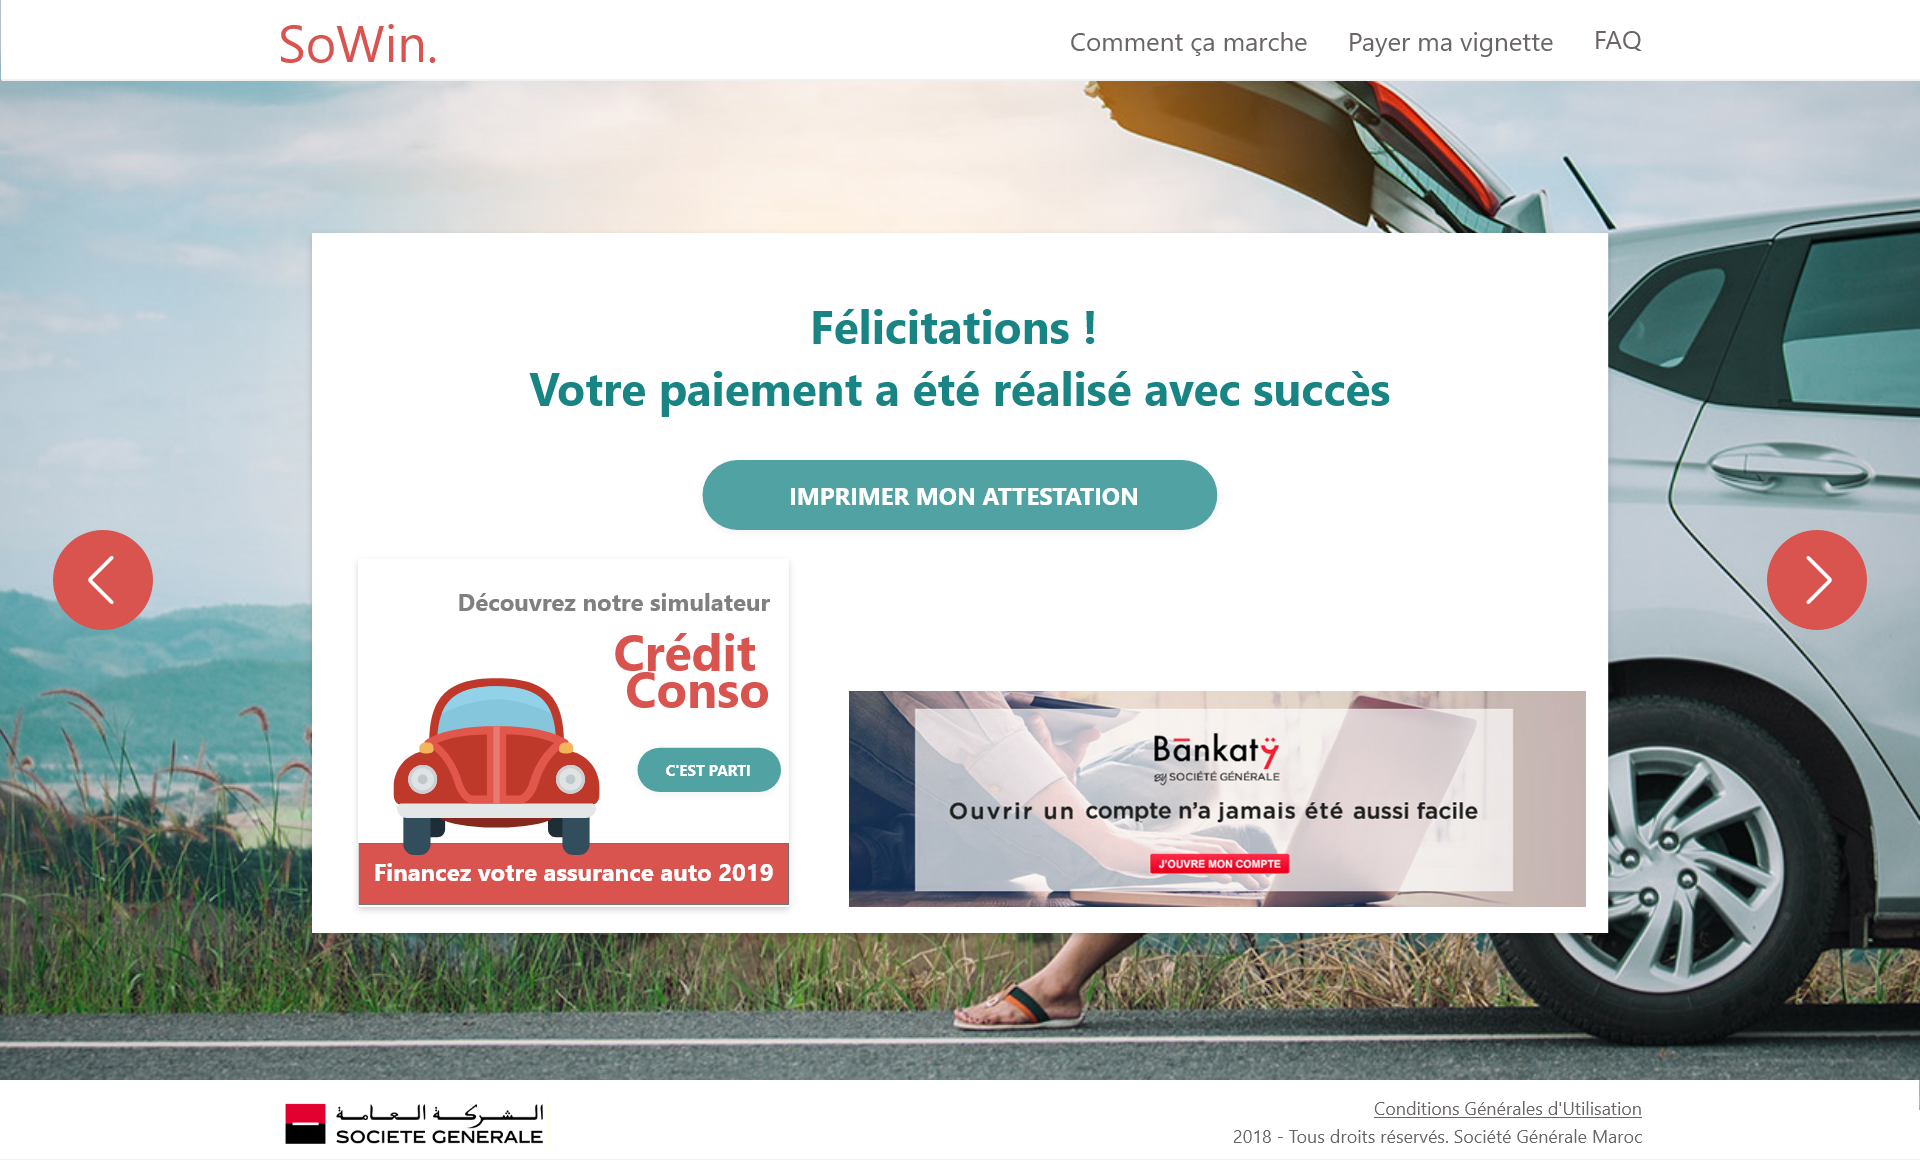 SoWin.
Comment ça marche
Payer ma vignette
FAQ
Félicitations !
Votre paiement a été réalisé avec succès
IMPRIMER MON ATTESTATION
Découvrez notre simulateur
Crédit
Conso
C'EST PARTI
Financez votre assurance auto 2019
Bankaty
by SOCIÉTÉ GÉNÉRALE
Ouvrir un compte n’a jamais été aussi facile
J'OUVRE MON COMPTE
الشركة العامة
SOCIETE GENERALE
Conditions Générales d'Utilisation
2018 - Tous droits réservés. Société Générale Maroc